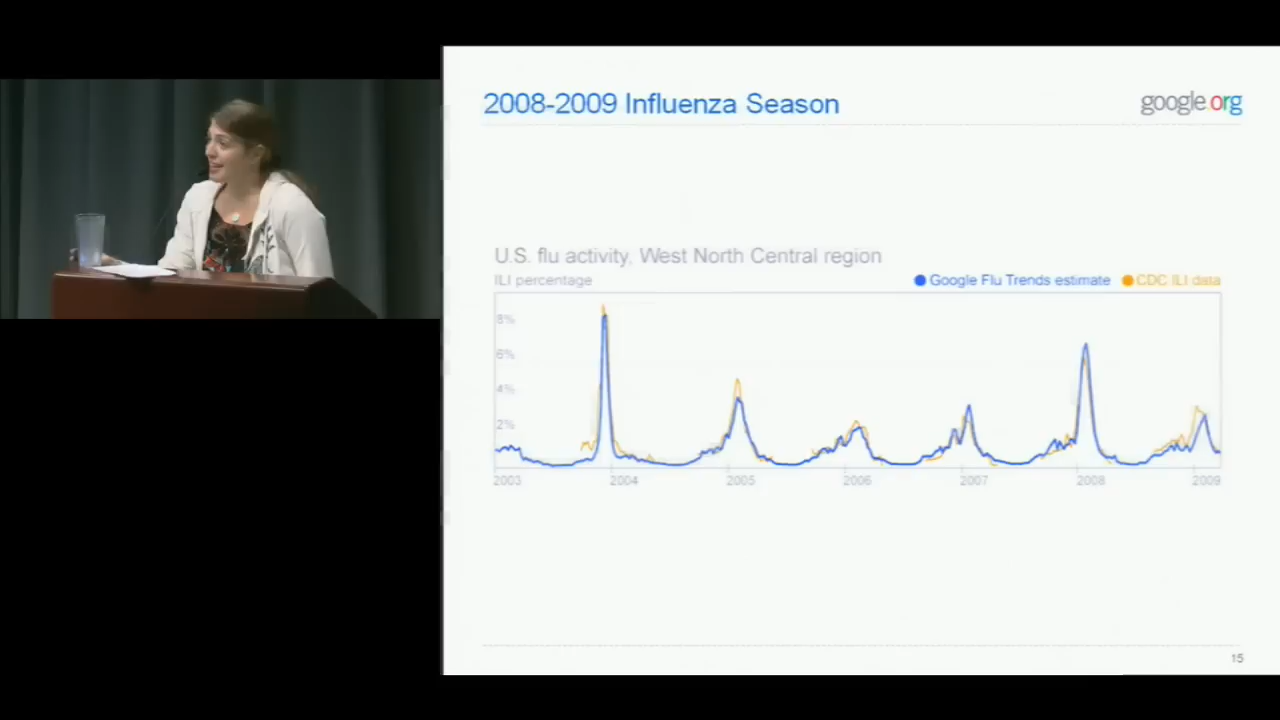 2008-2009 Influenza Season
google.org
U.S. flu activity, West North Central region
ILI percentage
Google Flu Trends estimate
CDC ILI data
8%
6%
4%
2%
2003 2004 2005 2006 2007 2008 2009
15